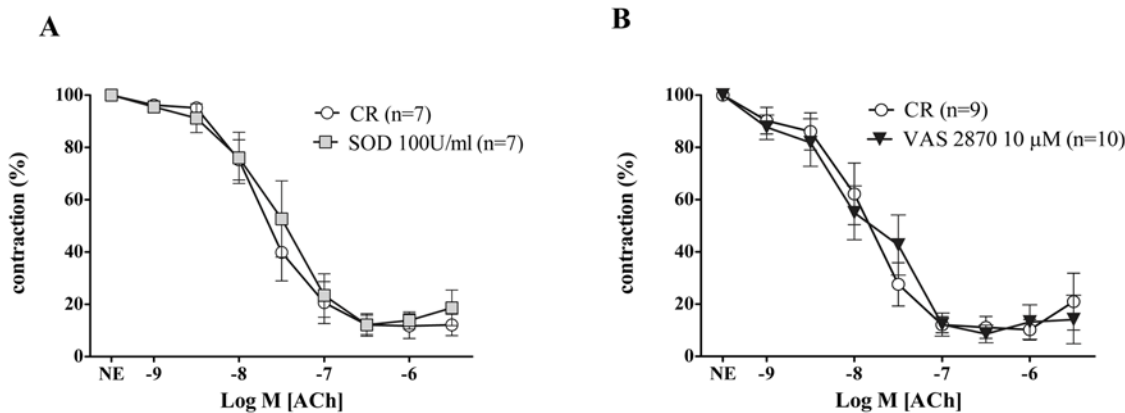 A
CR (n=7)
SOD 100U/ml (n=7)
contraction (%)
100
80
60
40
20
0
NE -9 -8 -7 -6
Log M [ACh]
B
CR (n=9)
VAS 2870 10 µM (n=10)
contraction (%)
100
80
60
40
20
0
NE -9 -8 -7 -6
Log M [ACh]